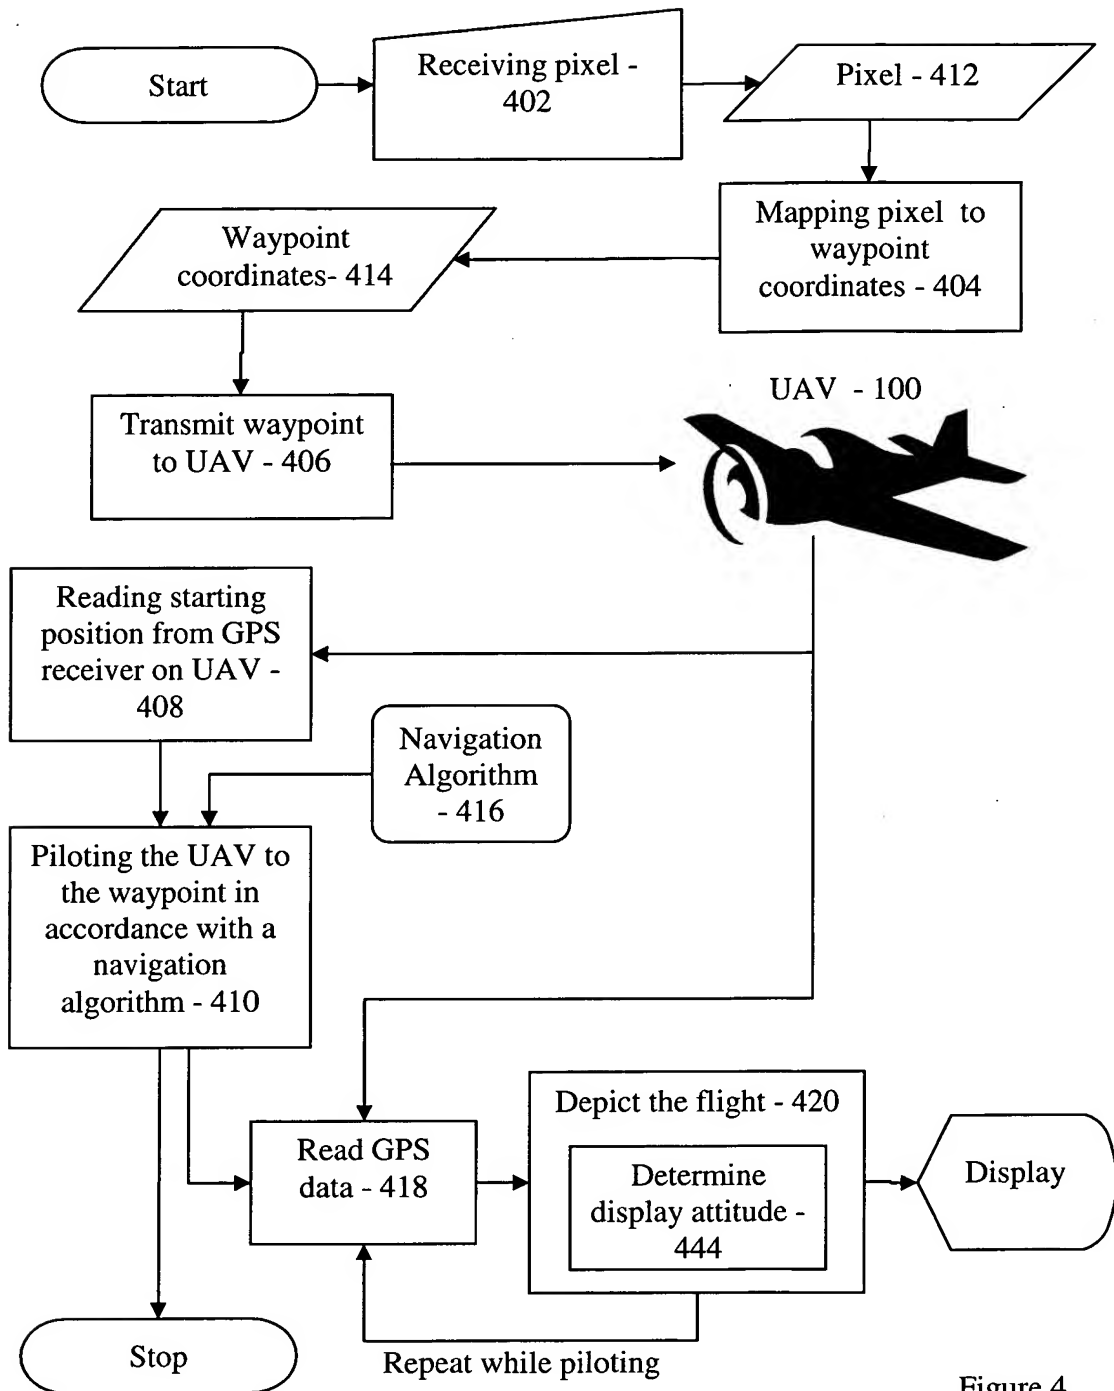 Start
Receiving pixel -
402
Pixel - 412
Mapping pixel to
waypoint
coordinates - 404
Waypoint
coordinates- 414
Transmit waypoint
to UAV - 406
UAV - 100
Reading starting
position from GPS
receiver on UAV -
408
Navigation
Algorithm
- 416
Piloting the UAV to
the waypoint in
accordance with a
navigation
algorithm - 410
Read GPS
data - 418
Depict the flight - 420
Determine
display attitude -
444
Display
Repeat while piloting
Stop
Figure 4